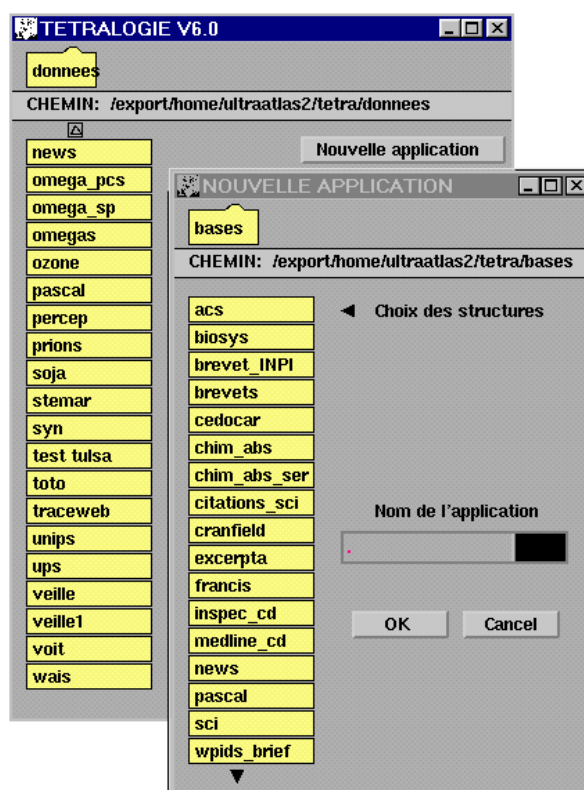 TETRALOGIE V6.0
donnees
CHEMIN: /export/home/ultraatlas2/tetra/donnees
news
omega_pcs
omega_sp
omegas
ozone
pascal
percep
prions
soja
stemar
syn
test tulsa
toto
traceweb
unips
ups
veille
veille1
voit
wais
Nouvelle application
NOUVELLE APPLICATION
bases
CHEMIN: /export/home/ultraatlas2/tetra/bases
acs
biosys
brevet_INPI
brevets
cedocar
chim_abs
chim_abs_ser
citations_sci
cranfield
excerpta
francis
inspec_cd
medline_cd
news
pascal
sci
wpids_brief
Choix des structures
Nom de l'application
OK Cancel